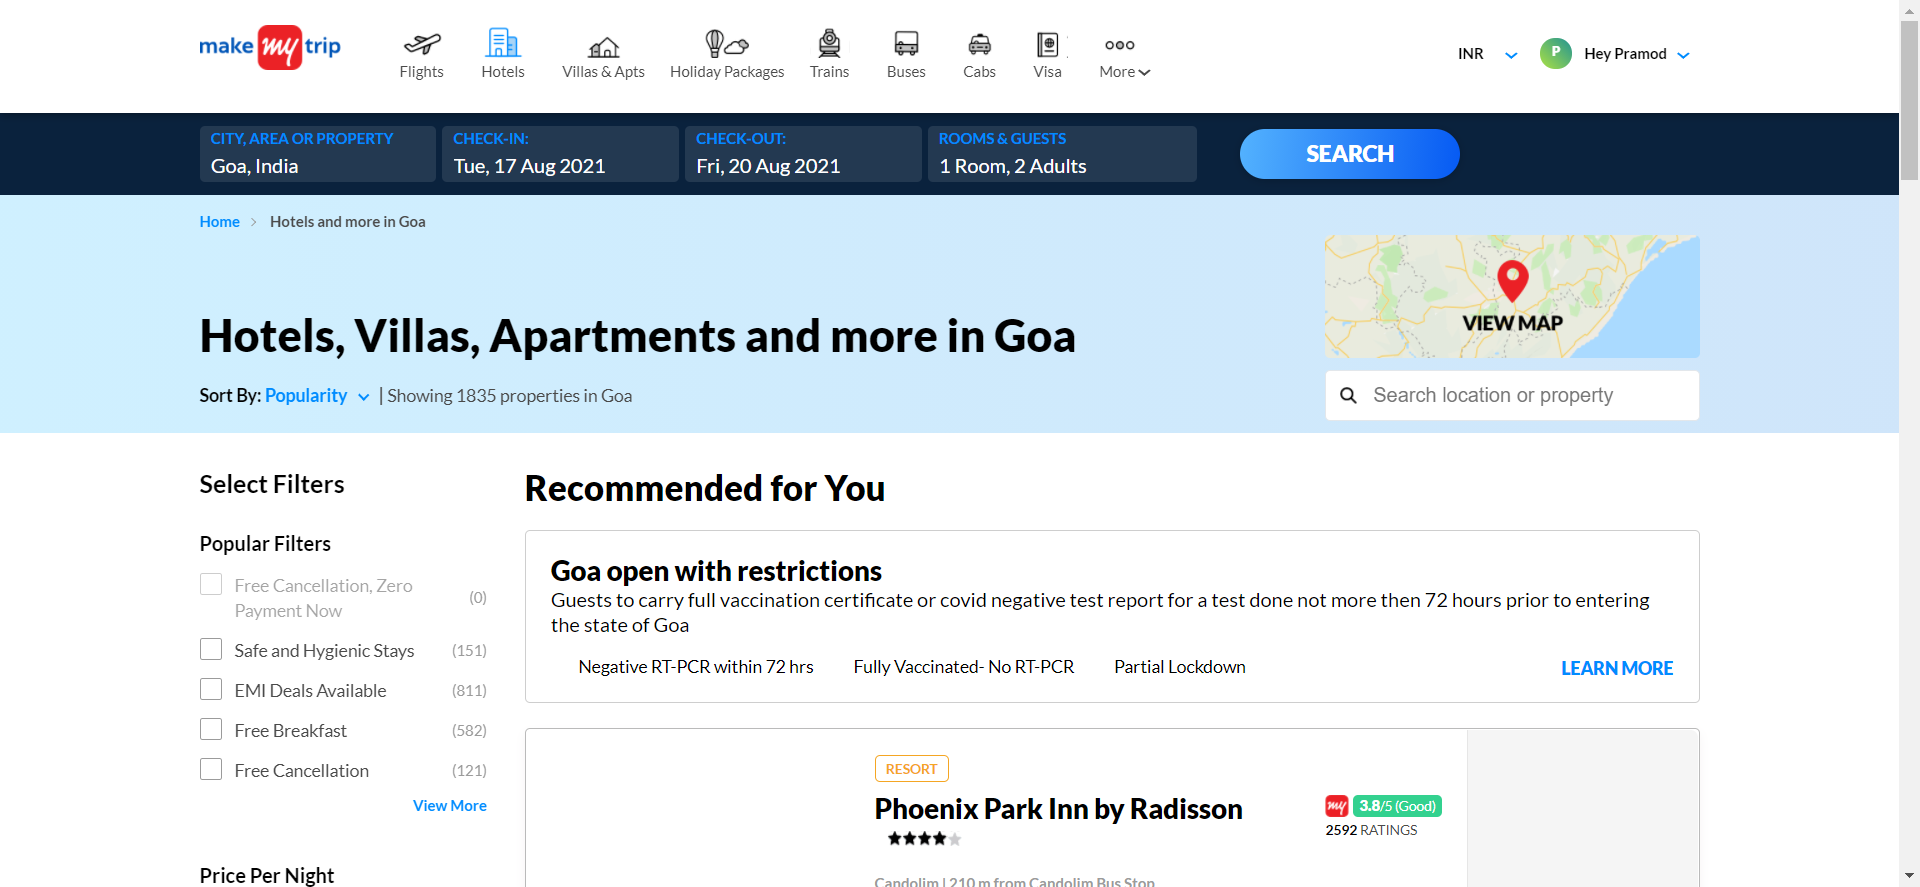 make my trip
Flights
Hotels
Villas & Apts
Holiday Packages
Trains
Buses
Cabs
Visa
More
INR
P
Hey Pramod
CITY, AREA OR PROPERTY
Goa, India
CHECK-IN:
Tue, 17 Aug 2021
CHECK-OUT:
Fri, 20 Aug 2021
ROOMS & GUESTS
1 Room, 2 Adults
SEARCH
Home > Hotels and more in Goa
VIEW MAP
Hotels, Villas, Apartments and more in Goa
Sort By: Popularity | Showing 1835 properties in Goa
Search location or property
Select Filters
Popular Filters
Free Cancellation, Zero
Payment Now (0)
Safe and Hygienic Stays (151)
EMI Deals Available (811)
Free Breakfast (582)
Free Cancellation (121)
View More
Price Per Night
Recommended for You
Goa open with restrictions
Guests to carry full vaccination certificate or covid negative test report for a test done not more then 72 hours prior to entering
the state of Goa
Negative RT-PCR within 72 hrs
Fully Vaccinated- No RT-PCR
Partial Lockdown
LEARN MORE
RESORT
Phoenix Park Inn by Radisson
my 3.8/5 (Good)
2592 RATINGS
Candolim | 210 m from Candolim Bus Stop